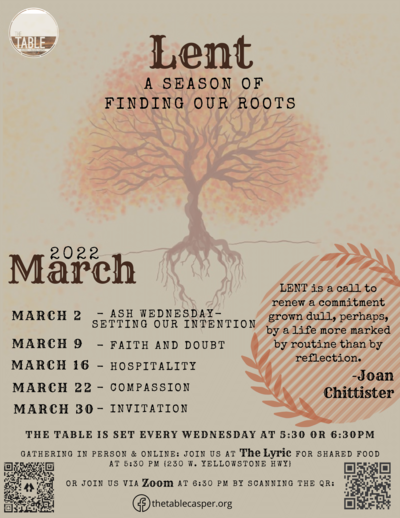 THE
TABLE
Lent
A SEASON OF
FINDING OUR ROOTS
2022
March
MARCH 2 - ASH WEDNESDAY-
SETTING OUR INTENTION
MARCH 9 - FAITH AND DOUBT
MARCH 16 - HOSPITALITY
MARCH 22 - COMPASSION
MARCH 30 - INVITATION
LENT is a call to
renew a commitment
grown dull, perhaps,
by a life more marked
by routine than by
reflection.
-Joan
Chittister
THE TABLE IS SET EVERY WEDNESDAY AT 5:30 OR 6:30PM
GATHERING IN PERSON & ONLINE: JOIN US AT The Lyric FOR SHARED FOOD
AT 5:30 PM (230 W. YELLOWSTONE HWY)
OR JOIN US VIA Zoom AT 6:30 PM BY SCANNING THE QR:
thetablecasper.org